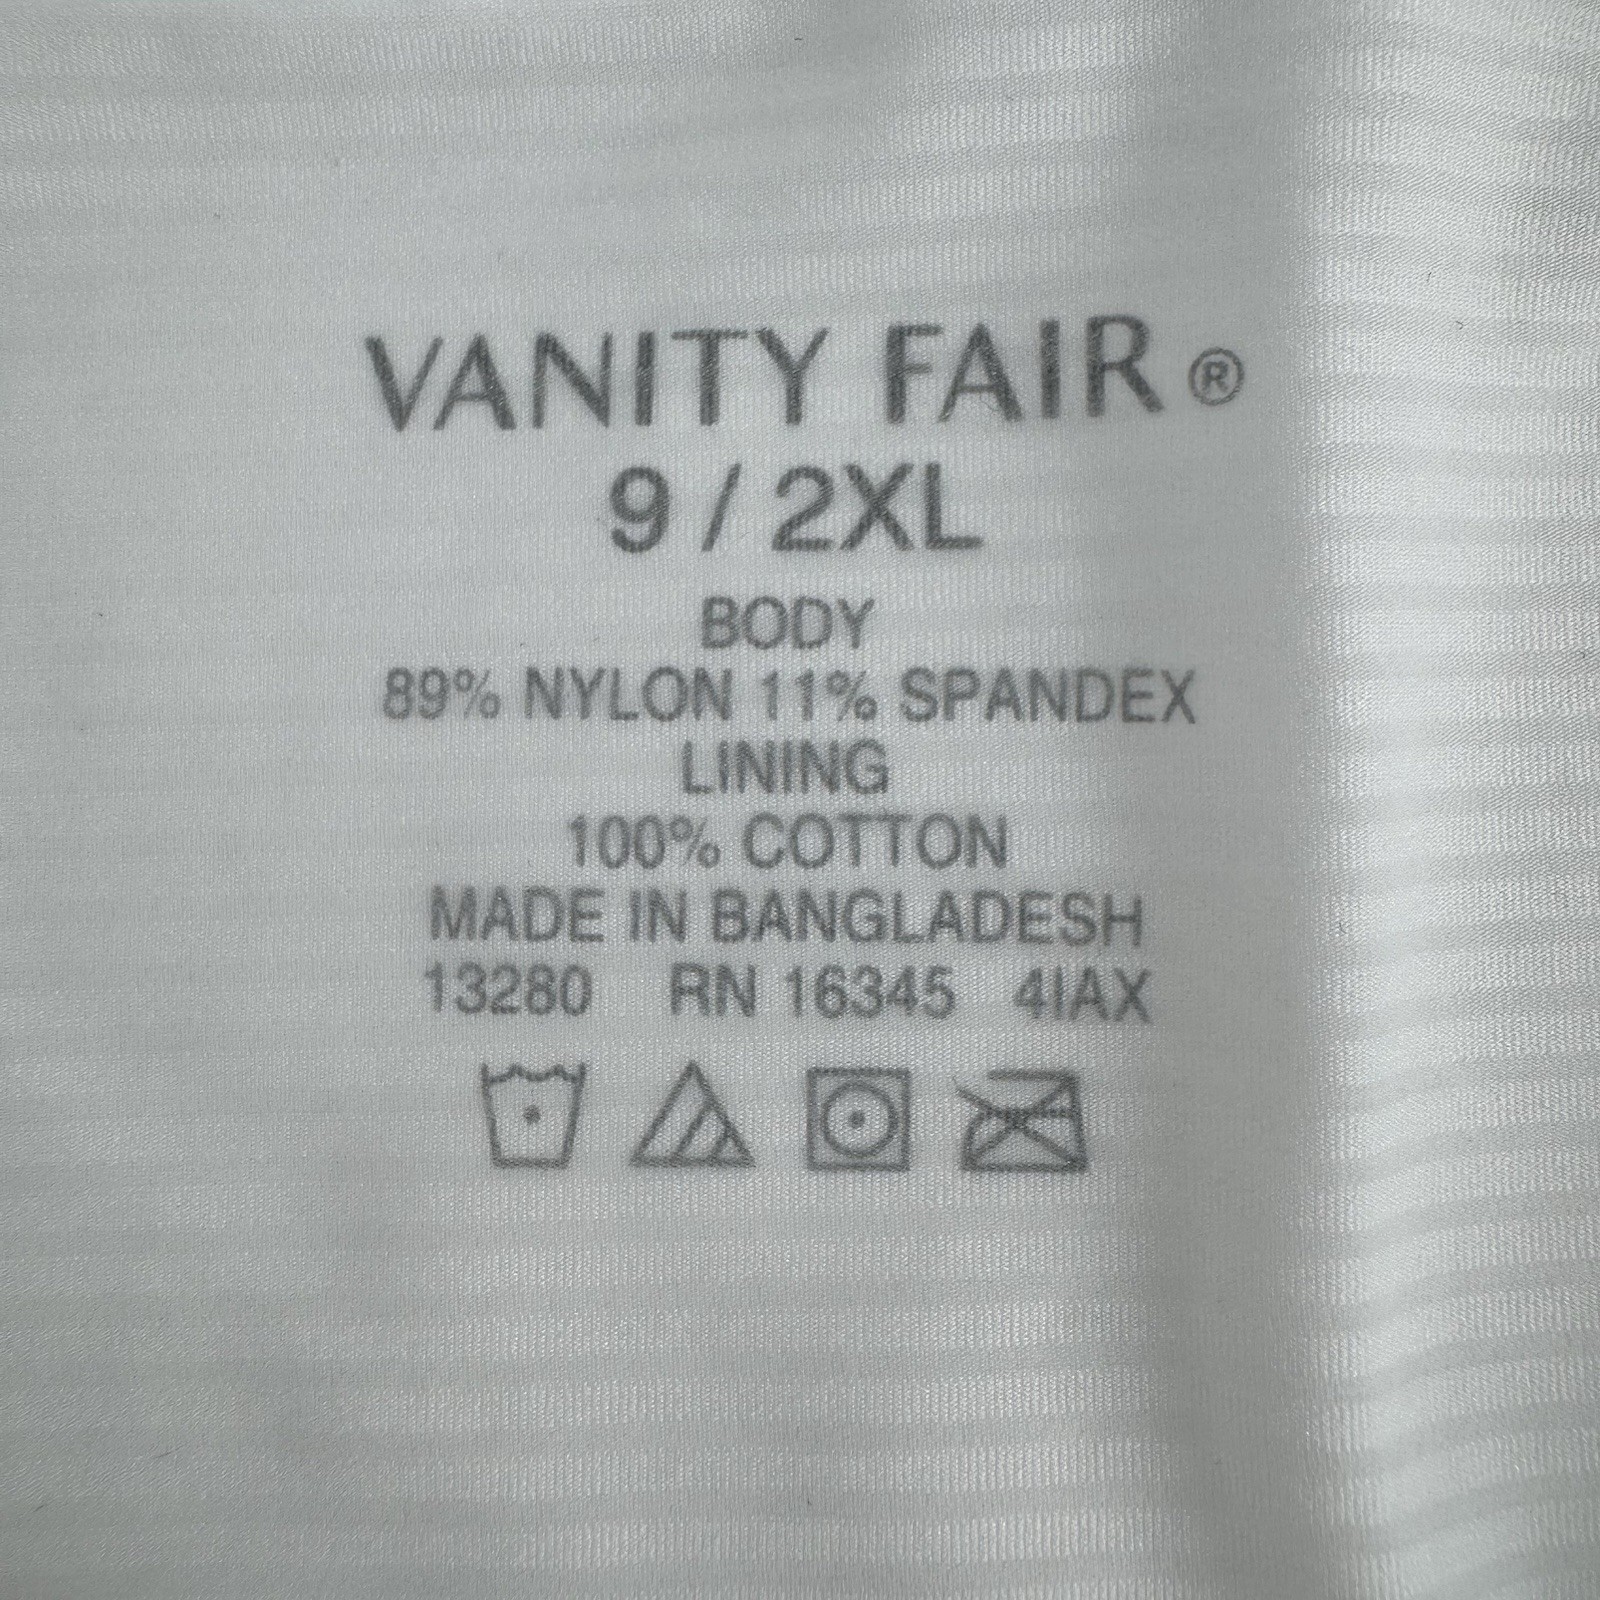 VANITY FAIR®
9 / 2XL
BODY
89% NYLON 11% SPANDEX
LINING
100% COTTON
MADE IN BANGLADESH
13280 RN 16345 4IAX